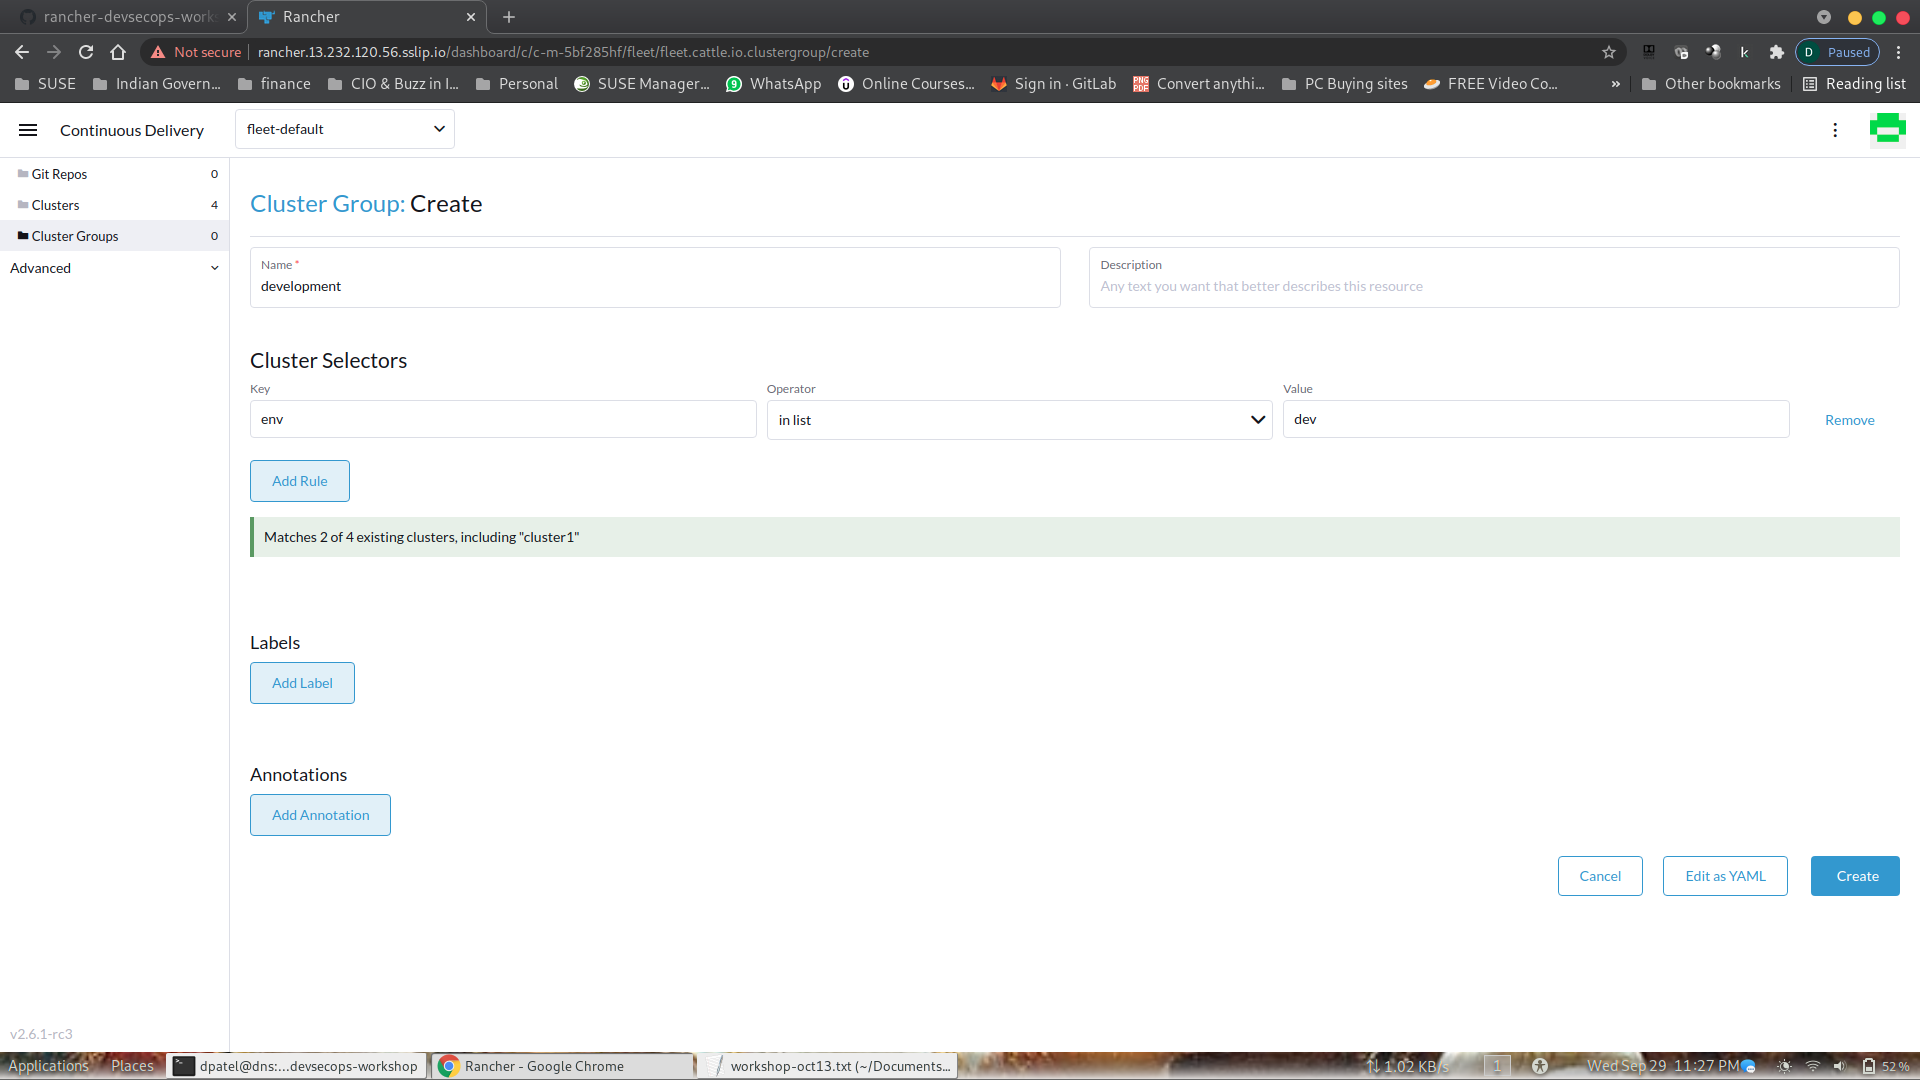 rancher-devsecops-works
Rancher
Not secure
rancher.13.232.120.56.sslip.io/dashboard/c/c-m-5bf285hf/fleet/fleet.cattle.io.clustergroup/create
k
D Paused
SUSE
Indian Govern...
finance
CIO & Buzz in I...
Personal
SUSE Manager...
WhatsApp
Online Courses...
Sign in · GitLab
PNG PDF
Convert anythi...
PC Buying sites
FREE Video Co...
»
Other bookmarks
Reading list
Continuous Delivery
fleet-default
Git Repos 0
Clusters 4
Cluster Groups 0
Advanced
Cluster Group: Create
Name *
development
Description
Any text you want that better describes this resource
Cluster Selectors
Key Operator Value
env in list dev Remove
Add Rule
Matches 2 of 4 existing clusters, including "cluster1"
Labels
Add Label
Annotations
Add Annotation
Cancel Edit as YAML Create
v2.6.1-rc3
Applications Places dpatel@dns:...devsecops-workshop Rancher - Google Chrome workshop-oct13.txt (~/Documents... 1.02 KB/s 1 Wed Sep 29 11:27 PM 52 %